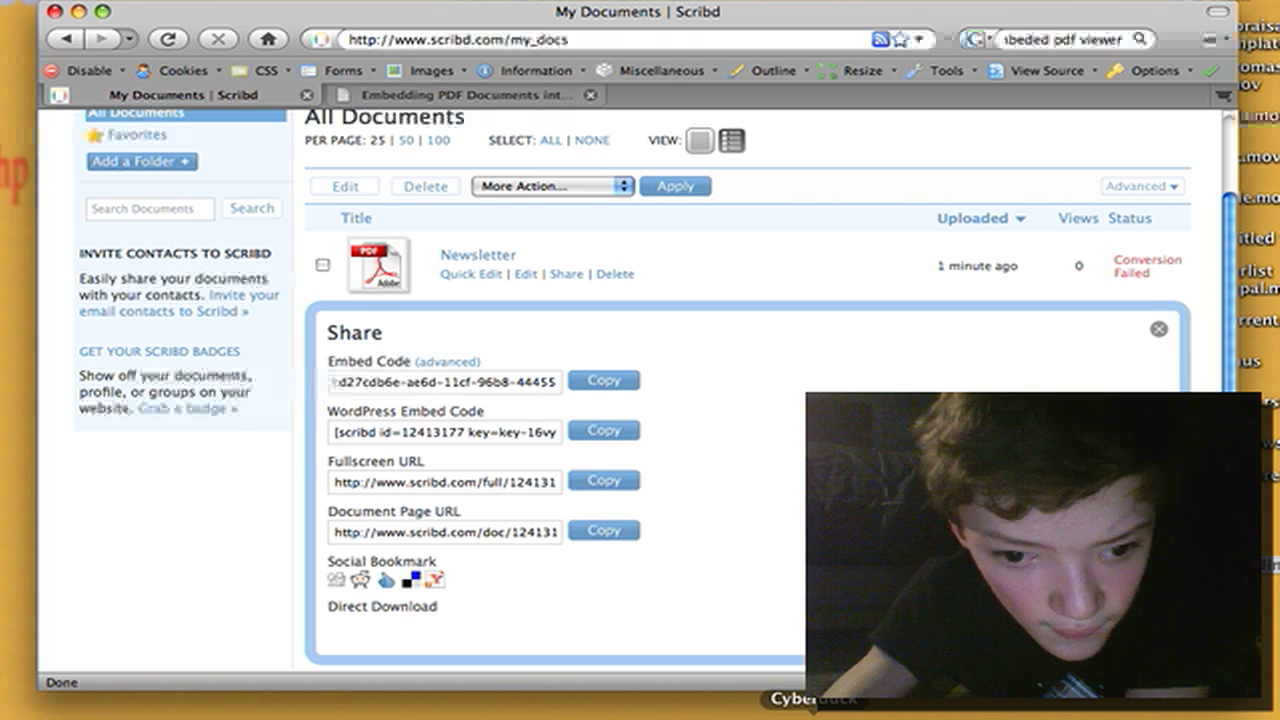 My Documents | Scribd
http://www.scribd.com/my_docs
beded pdf viewer
Disable Cookies CSS Forms Images Information Miscellaneous Outline Resize Tools View Source Options
My Documents | Scribd Embedding PDF Documents int...
All Documents
Favorites
Add a Folder +
Search Documents Search
INVITE CONTACTS TO SCRIBD
Easily share your documents
with your contacts. Invite your
email contacts to Scribd »
GET YOUR SCRIBD BADGES
Show off your documents,
profile, or groups on your
website. Grab a badge »
All Documents
PER PAGE: 25 | 50 | 100 SELECT: ALL | NONE VIEW:
Edit Delete More Action... Apply Advanced
Title Uploaded Views Status
PDF
Adobe
Newsletter
Quick Edit | Edit | Share | Delete
1 minute ago 0 Conversion
Failed
Share
Embed Code (advanced)
d27cdb6e-ae6d-11cf-96b8-44455 Copy
WordPress Embed Code
[scribd id=12413177 key=key-16vy Copy
Fullscreen URL
http://www.scribd.com/full/124131 Copy
Document Page URL
http://www.scribd.com/doc/124131 Copy
Social Bookmark
Direct Download
Done
Cyberduck
hp
.mov